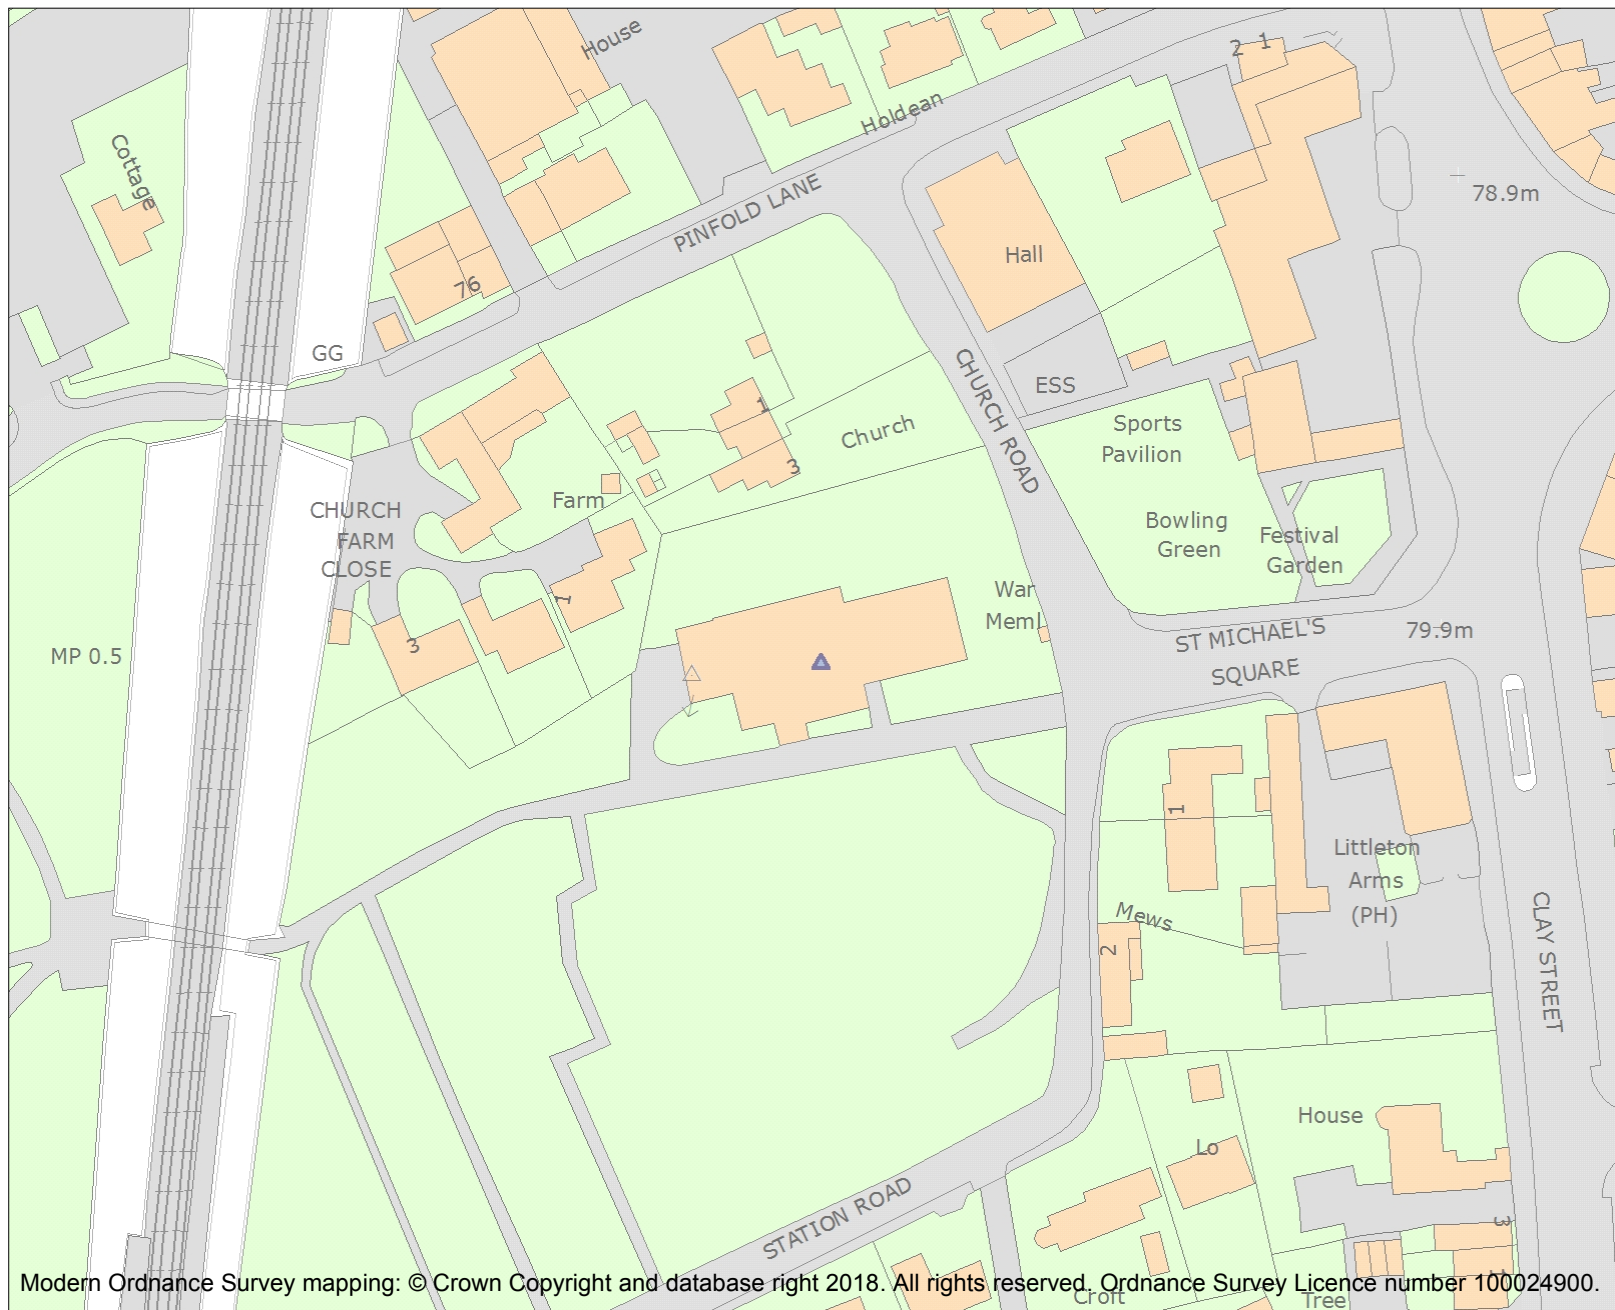 House
2 1
Holdean
Cottage
PINFOLD LANE
78.9m
Hall
76
GG
ESS
CHURCH ROAD
1
Church
Sports
Pavilion
3
Farm
CHURCH
FARM
CLOSE
Bowling
Green
Festival
Garden
1
War
Meml
ST MICHAEL'S
SQUARE
79.9m
3
MP 0.5
1
Littleton
Arms
(PH)
Mews
2
CLAY STREET
House
Lo
STATION ROAD
3
Croft
Tree
Modern Ordnance Survey mapping: © Crown Copyright and database right 2018. All rights reserved. Ordnance Survey Licence number 100024900.